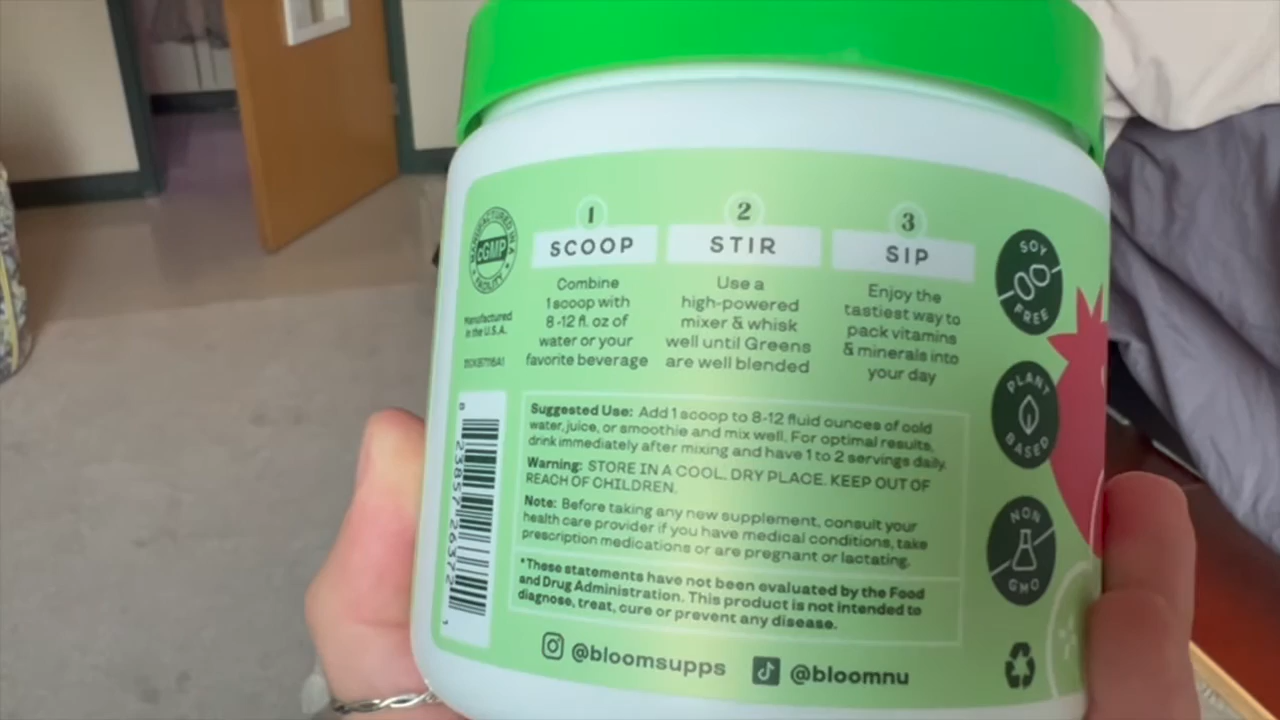 MANUFACTURED IN A
cGMP
FACILITY
Manufactured
in the U.S.A.
1
SCOOP
Combine
1 scoop with
8-12 fl. oz of
water or your
favorite beverage
2
STIR
Use a
high-powered
mixer & whisk
well until Greens
are well blended
3
SIP
Enjoy the
tastiest way to
pack vitamins
& minerals into
your day
SOY
FREE
PLANT
BASED
NON
GMO
Suggested Use: Add 1 scoop to 8-12 fluid ounces of cold
water, juice, or smoothie and mix well. For optimal results,
drink immediately after mixing and have 1 to 2 servings daily.
Warning: STORE IN A COOL, DRY PLACE. KEEP OUT OF
REACH OF CHILDREN.
Note: Before taking any new supplement, consult your
health care provider if you have medical conditions, take
prescription medications or are pregnant or lactating.
*These statements have not been evaluated by the Food
and Drug Administration. This product is not intended to
diagnose, treat, cure or prevent any disease.
@bloomsupps
@bloomnu